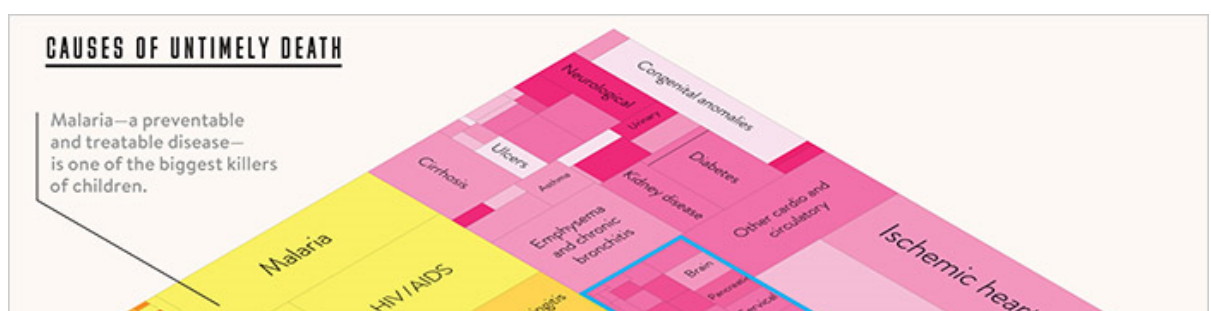 CAUSES OF UNTIMELY DEATH
Malaria—a preventable
and treatable disease—
is one of the biggest killers
of children.
Congenital anomalies
Neurological
Urinary
Ulcers
Diabetes
Cirrhosis
Asthma
Kidney disease
Other cardio and
circulatory
Emphysema
and chronic
bronchitis
Ischemic
Malaria
HIV/AIDS
Brain